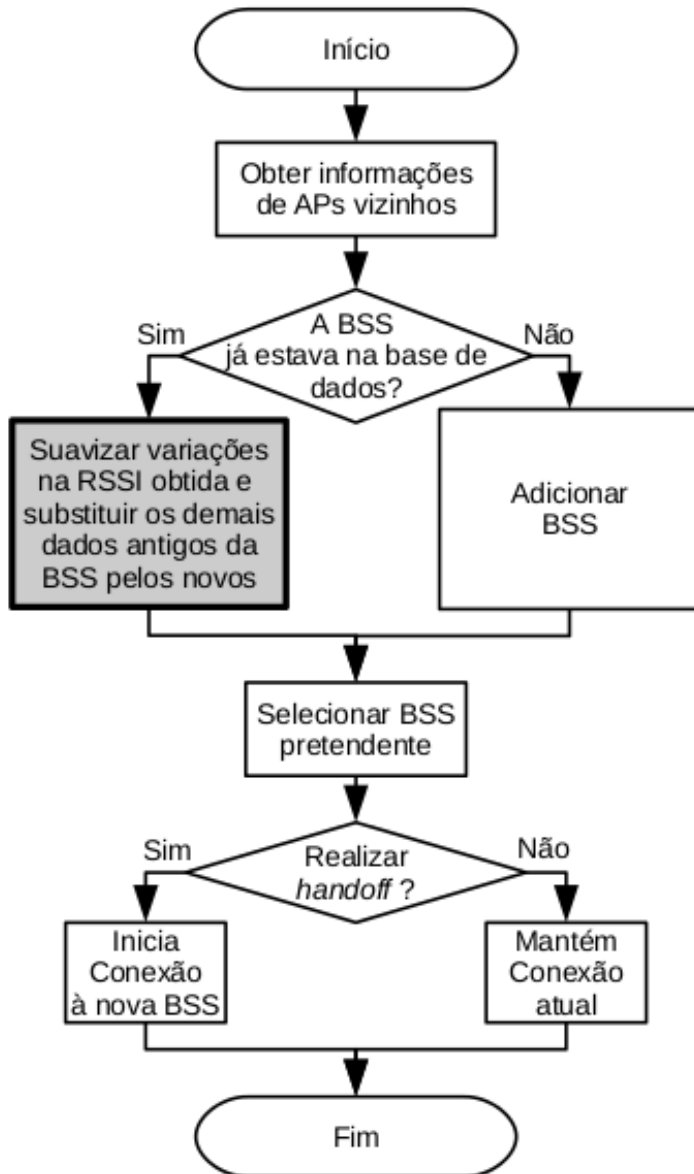 Início
Obter informações
de APs vizinhos
A BSS
já estava na base de
dados?
Sim
Não
Suavizar variações
na RSSI obtida e
substituir os demais
dados antigos da
BSS pelos novos
Adicionar
BSS
Selecionar BSS
pretendente
Realizar
handoff ?
Sim
Não
Inicia
Conexão
à nova BSS
Mantém
Conexão
atual
Fim